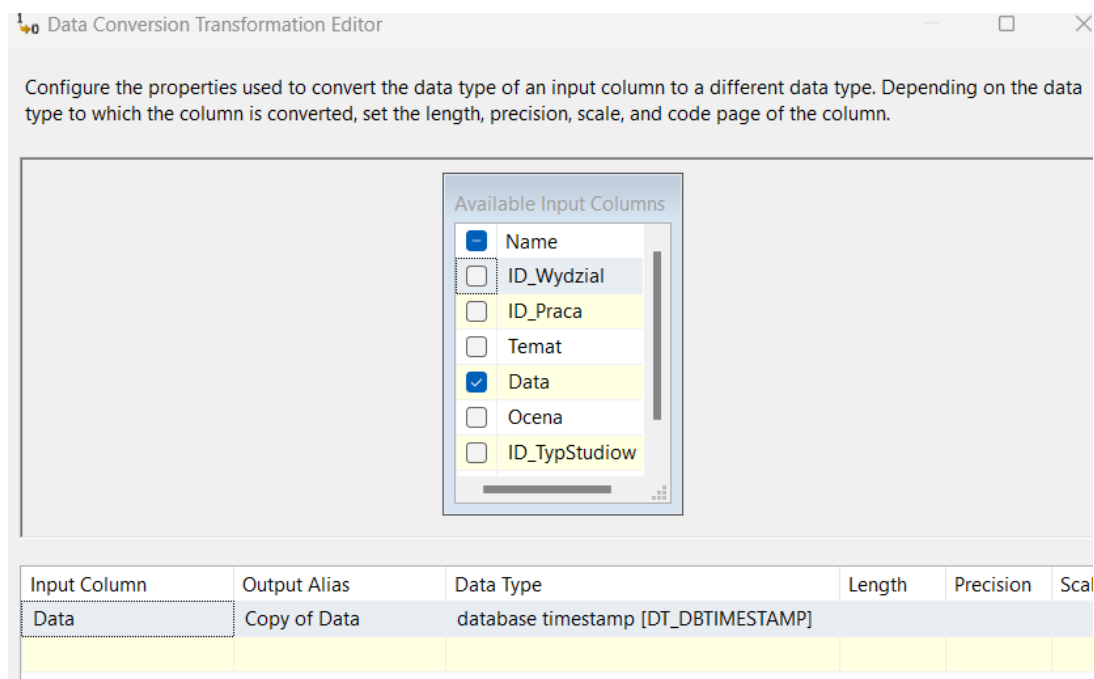 Data Conversion Transformation Editor
Configure the properties used to convert the data type of an input column to a different data type. Depending on the data
type to which the column is converted, set the length, precision, scale, and code page of the column.
Available Input Columns
Name
ID_Wydzial
ID_Praca
Temat
Data
Ocena
ID_TypStudiow
Input Column Output Alias Data Type Length Precision Scal
Data Copy of Data database timestamp [DT_DBTIMESTAMP]